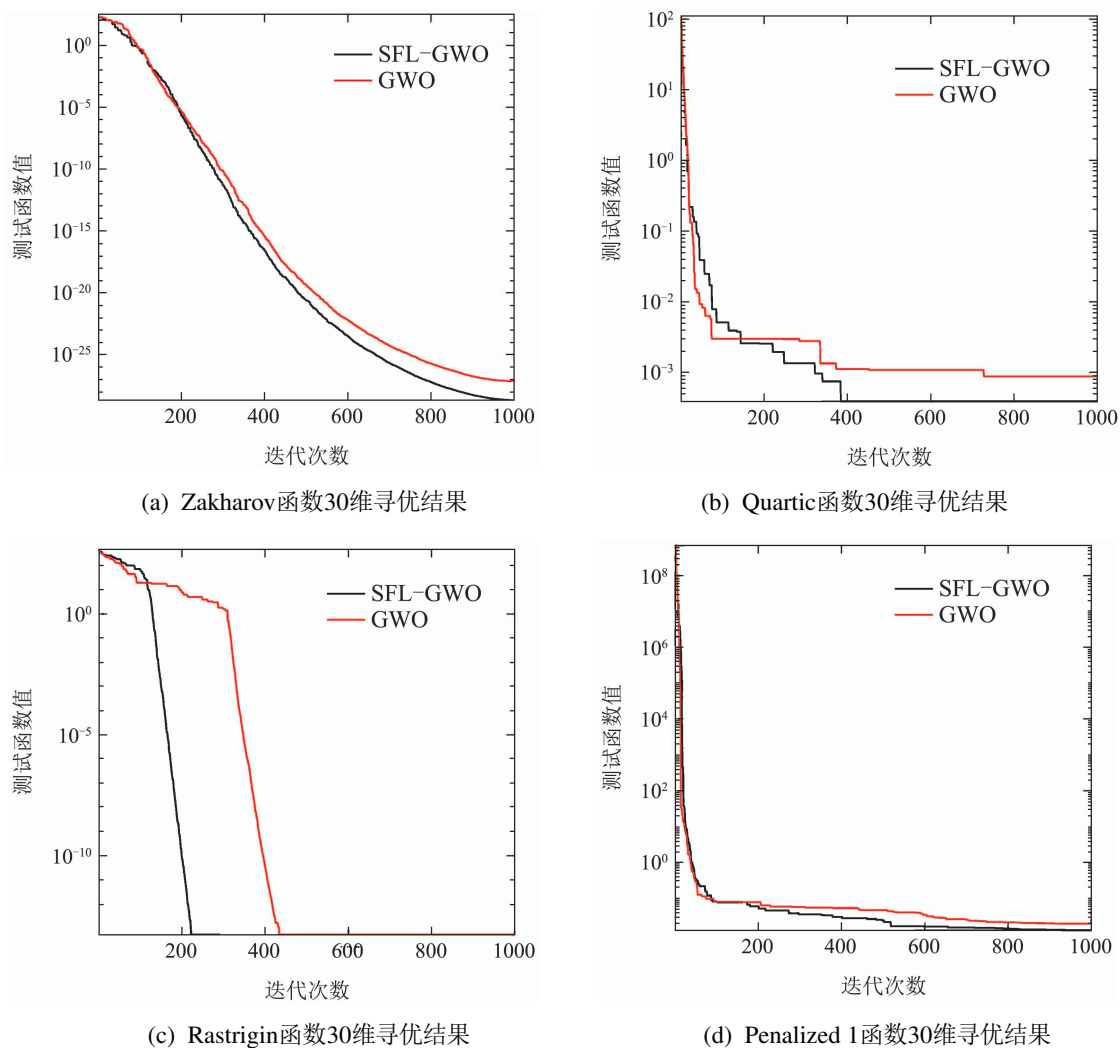 10^0
10^-5
10^-10
10^-15
10^-20
10^-25
测试函数值
SFL-GWO
GWO
200 400 600 800 1000
迭代次数
(a) Zakharov函数30维寻优结果
10^2
10^1
10^0
10^-1
10^-2
10^-3
测试函数值
SFL-GWO
GWO
200 400 600 800 1000
迭代次数
(b) Quartic函数30维寻优结果
10^0
10^-5
10^-10
测试函数值
SFL-GWO
GWO
200 400 600 800 1000
迭代次数
(c) Rastrigin函数30维寻优结果
10^8
10^6
10^4
10^2
10^0
测试函数值
SFL-GWO
GWO
200 400 600 800 1000
迭代次数
(d) Penalized 1函数30维寻优结果